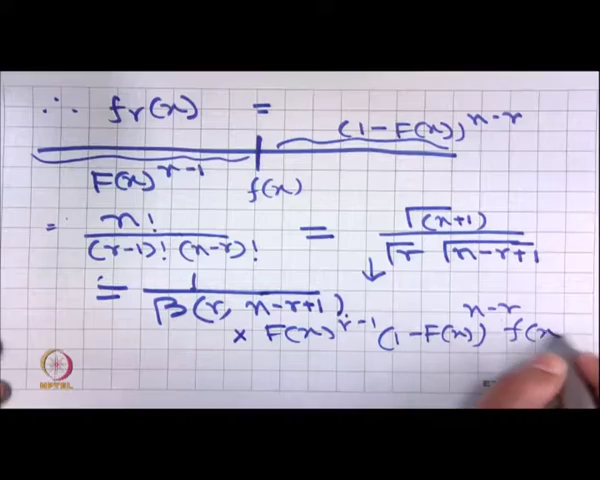 ∴ fr(x) =
(1-F(x))^n-r
F(x)^r-1 f(x)
= n! / (r-1)! (n-r)! = Γ(n+1) / Γr Γn-r+1
= 1 / β(r, n-r+1)
× F(x)^r-1 (1-F(x))^n-r f(x
NPTEL